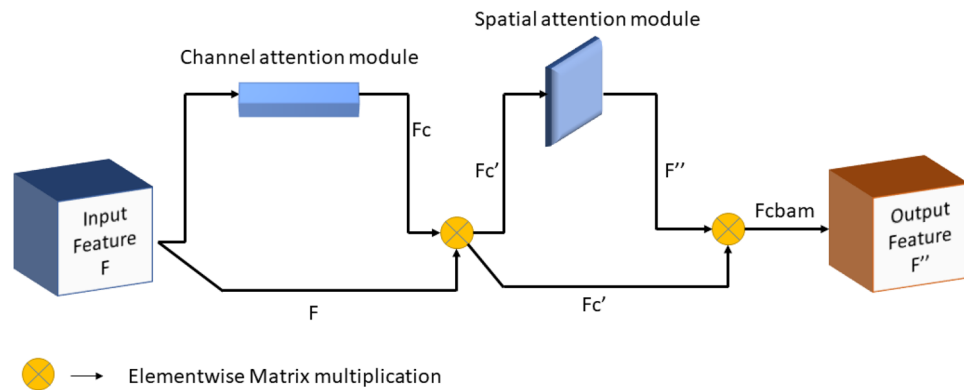 Spatial attention module
Channel attention module
Fc
Fc’
F’’
Input
Feature
F
Fcbam
Output
Feature
F’’
F
Fc’
Elementwise Matrix multiplication